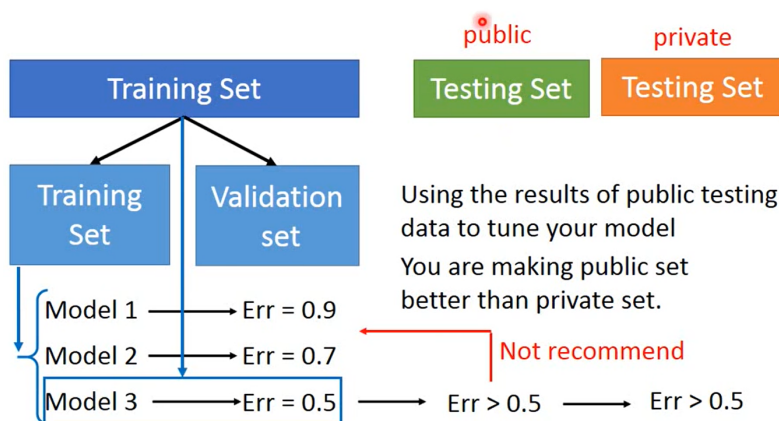 public
private
Training Set
Testing Set
Testing Set
Training
Set
Validation
set
Using the results of public testing
data to tune your model
You are making public set
better than private set.
Model 1
Err = 0.9
Model 2
Err = 0.7
Not recommend
Model 3
Err = 0.5
Err > 0.5
Err > 0.5